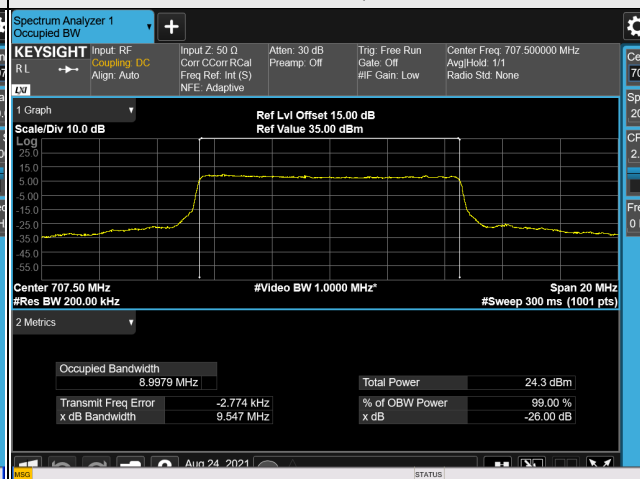 Spectrum Analyzer 1
Occupied BW
KEYSIGHT
R L
LXI
Input: RF
Coupling: DC
Align: Auto
Input Z: 50 Ω
Corr CCorr RCal
Freq Ref: Int (S)
NFE: Adaptive
Atten: 30 dB
Preamp: Off
Trig: Free Run
Gate: Off
#IF Gain: Low
Center Freq: 707.500000 MHz
Avg|Hold: 1/1
Radio Std: None
1 Graph
Scale/Div 10.0 dB
Ref Lvl Offset 15.00 dB
Ref Value 35.00 dBm
Log
25.0
15.0
5.00
-5.00
-15.0
-25.0
-35.0
-45.0
-55.0
Center 707.50 MHz
#Video BW 1.0000 MHz*
Span 20 MHz
#Res BW 200.00 kHz
#Sweep 300 ms (1001 pts)
2 Metrics
Occupied Bandwidth
8.9979 MHz
Total Power 24.3 dBm
Transmit Freq Error -2.774 kHz
% of OBW Power 99.00 %
x dB Bandwidth 9.547 MHz
x dB -26.00 dB
Aug 24, 2021
MSG
STATUS